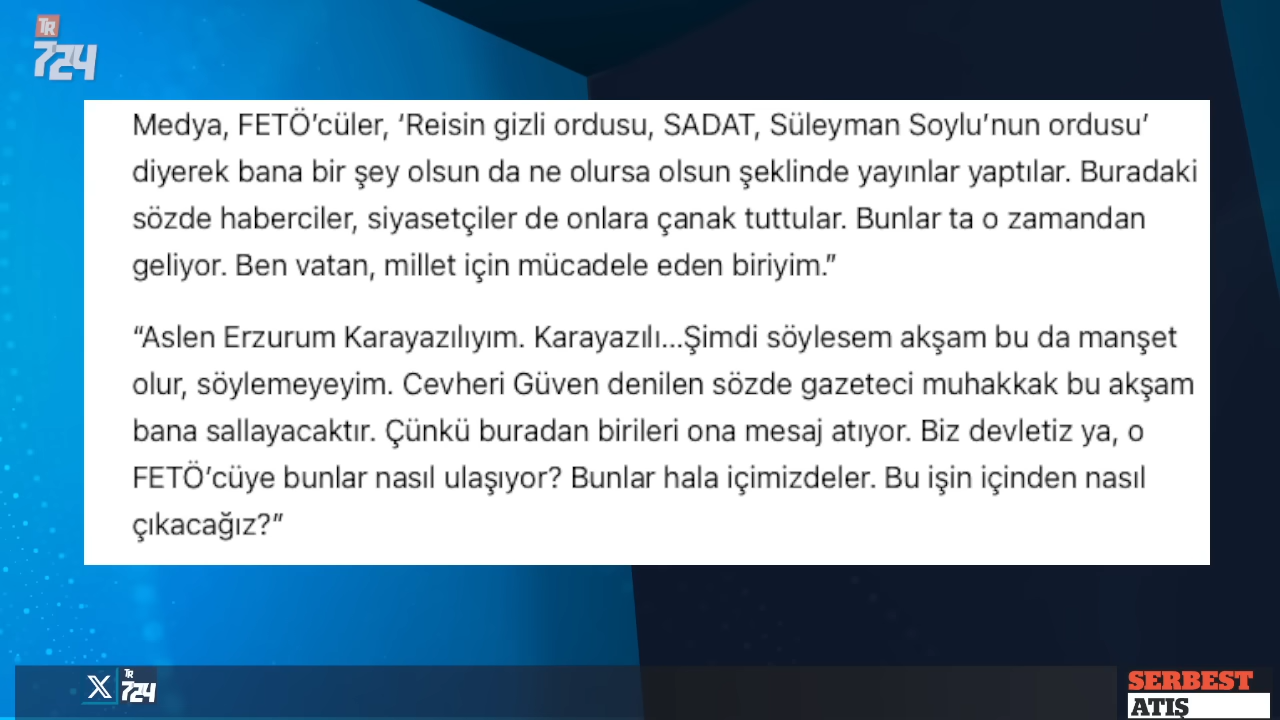 TR
724
Medya, FETÖ’cüler, ‘Reisin gizli ordusu, SADAT, Süleyman Soylu’nun ordusu’
diyerek bana bir şey olsun da ne olursa olsun şeklinde yayınlar yaptılar. Buradaki
sözde haberciler, siyasetçiler de onlara çanak tuttular. Bunlar ta o zamandan
geliyor. Ben vatan, millet için mücadele eden biriyim.”
“Aslen Erzurum Karayazılıyım. Karayazılı...Şimdi söylesem akşam bu da manşet
olur, söylemeyeyim. Cevheri Güven denilen sözde gazeteci muhakkak bu akşam
bana sallayacaktır. Çünkü buradan birileri ona mesaj atıyor. Biz devletiz ya, o
FETÖ’cüye bunlar nasıl ulaşıyor? Bunlar hala içimizdeler. Bu işin içinden nasıl
çıkacağız?”
X TR
724
SERBEST
ATIŞ